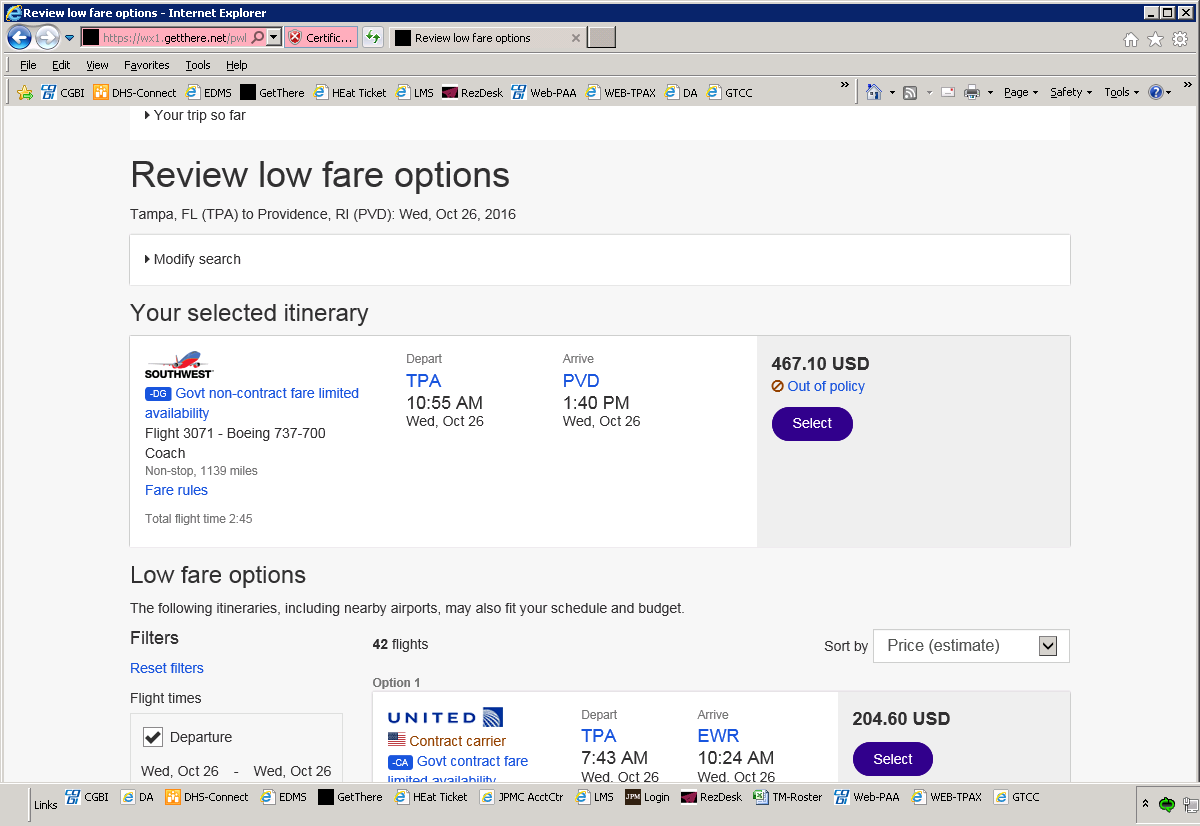 Review low fare options - Internet Explorer
https://wx1.getthere.net/pwl
Certific...
Review low fare options
File Edit View Favorites Tools Help
CGBI DHS-Connect EDMS GetThere HEat Ticket LMS RezDesk Web-PAA WEB-TPAX DA GTCC » Page Safety Tools »
Your trip so far
Review low fare options
Tampa, FL (TPA) to Providence, RI (PVD): Wed, Oct 26, 2016
Modify search
Your selected itinerary
SOUTHWEST
-DG Govt non-contract fare limited
availability
Flight 3071 - Boeing 737-700
Coach
Non-stop, 1139 miles
Fare rules
Total flight time 2:45
Depart
TPA
10:55 AM
Wed, Oct 26
Arrive
PVD
1:40 PM
Wed, Oct 26
467.10 USD
Out of policy
Select
Low fare options
The following itineraries, including nearby airports, may also fit your schedule and budget.
Filters
Reset filters
Flight times
Departure
Wed, Oct 26 - Wed, Oct 26
42 flights
Sort by Price (estimate)
Option 1
UNITED
Contract carrier
-CA Govt contract fare
limited availability
Depart
TPA
7:43 AM
Wed, Oct 26
Arrive
EWR
10:24 AM
Wed, Oct 26
204.60 USD
Select
Links CGBI DA DHS-Connect EDMS GetThere HEat Ticket JPMC AcctCtr LMS JPM Login RezDesk TM-Roster Web-PAA WEB-TPAX GTCC